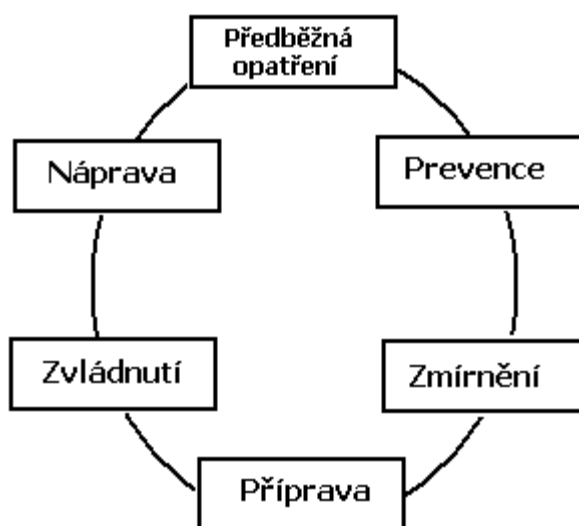 Předběžná
opatření
Náprava
Prevence
Zvládnutí
Zmírnění
Příprava